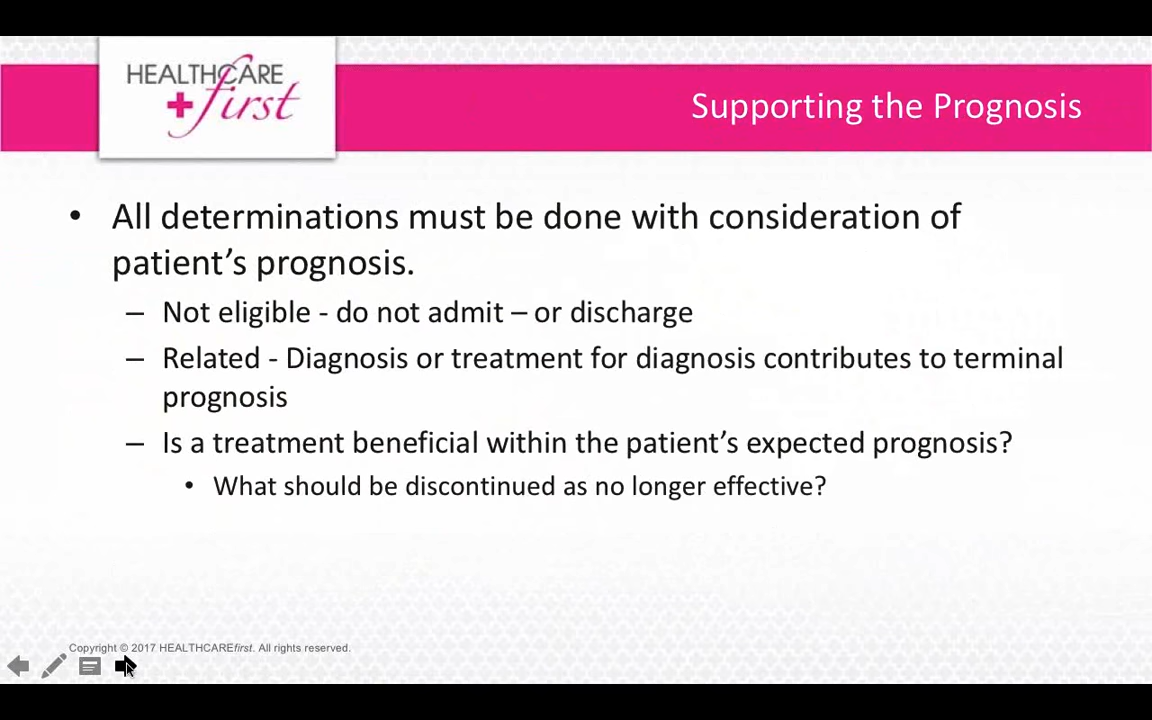 HEALTHCARE
first
Supporting the Prognosis
• All determinations must be done with consideration of
patient’s prognosis.
– Not eligible - do not admit – or discharge
– Related - Diagnosis or treatment for diagnosis contributes to terminal
prognosis
– Is a treatment beneficial within the patient’s expected prognosis?
• What should be discontinued as no longer effective?
Copyright © 2017 HEALTHCAREfirst. All rights reserved.